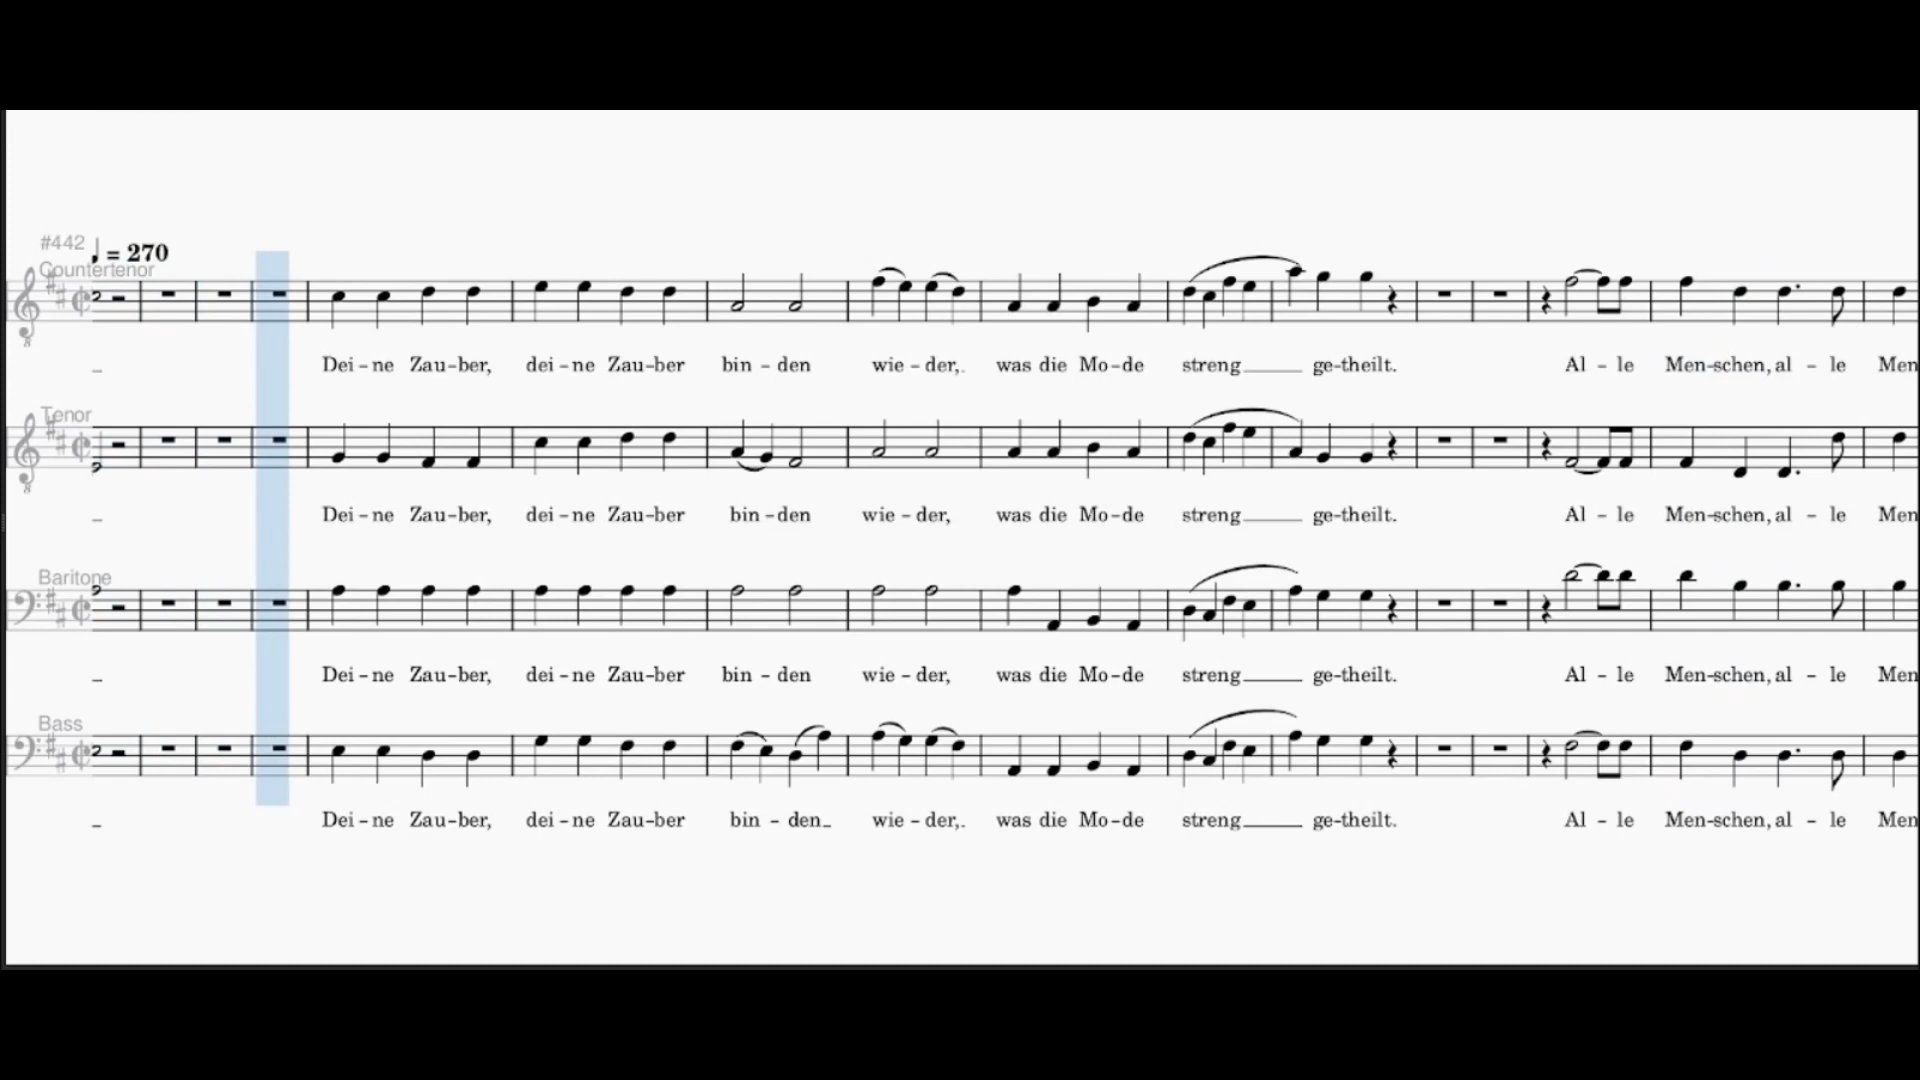 #442 ♩ = 270
Countertenor
Dei - ne Zau - ber, dei - ne Zau - ber bin - den wie - der, was die Mo - de streng ge - theilt. Al - le Men - schen, al - le Men
Tenor
Dei - ne Zau - ber, dei - ne Zau - ber bin - den wie - der, was die Mo - de streng ge - theilt. Al - le Men - schen, al - le Men
Baritone
Dei - ne Zau - ber, dei - ne Zau - ber bin - den wie - der, was die Mo - de streng ge - theilt. Al - le Men - schen, al - le Men
Bass
Dei - ne Zau - ber, dei - ne Zau - ber bin - den wie - der, was die Mo - de streng ge - theilt. Al - le Men - schen, al - le Men